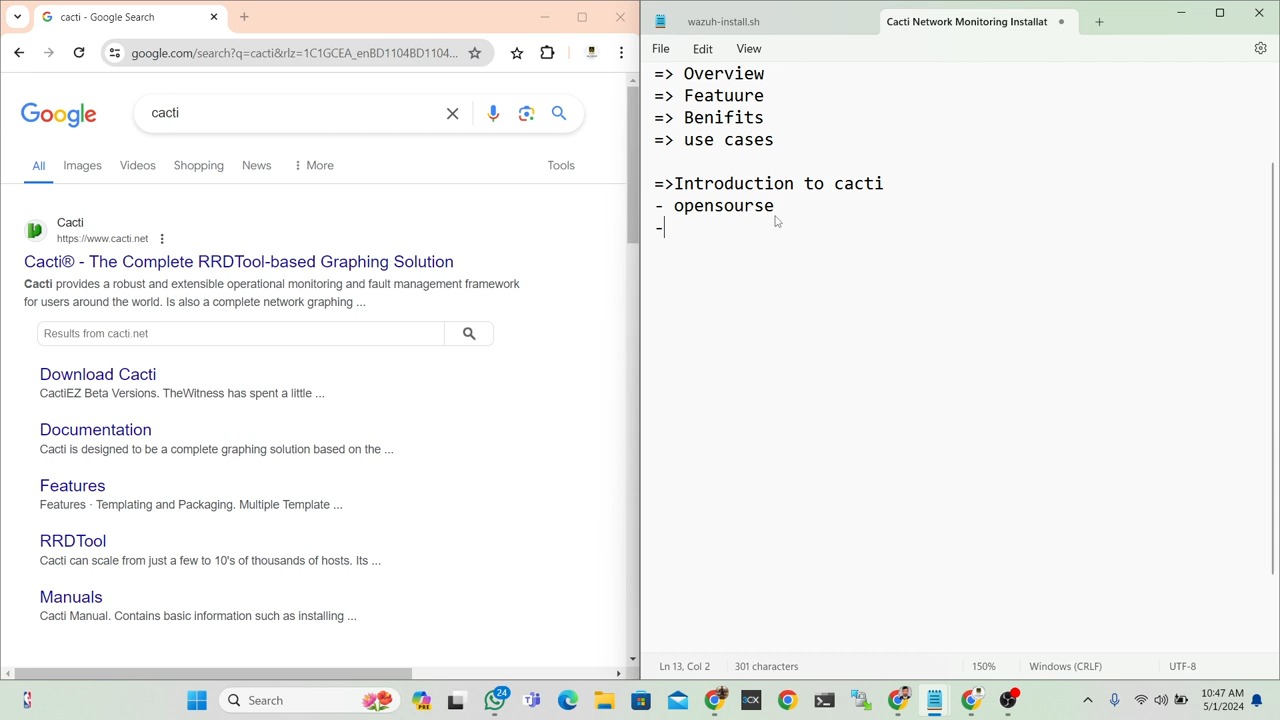 cacti - Google Search
google.com/search?q=cacti&rlz=1C1GCEA_enBD1104BD1104...
Google
cacti
All Images Videos Shopping News More Tools
Cacti
https://www.cacti.net
Cacti® - The Complete RRDTool-based Graphing Solution
Cacti provides a robust and extensible operational monitoring and fault management framework
for users around the world. Is also a complete network graphing ...
Results from cacti.net
Download Cacti
CactiEZ Beta Versions. TheWitness has spent a little ...
Documentation
Cacti is designed to be a complete graphing solution based on the ...
Features
Features · Templating and Packaging. Multiple Template ...
RRDTool
Cacti can scale from just a few to 10's of thousands of hosts. Its ...
Manuals
Cacti Manual. Contains basic information such as installing ...
wazuh-install.sh
Cacti Network Monitoring Installat
File Edit View
=> Overview
=> Featuure
=> Benifits
=> use cases
=>Introduction to cacti
- opensourse
-
Ln 13, Col 2 301 characters 150% Windows (CRLF) UTF-8
Search
PRE
24
3CX
10:47 AM
5/1/2024